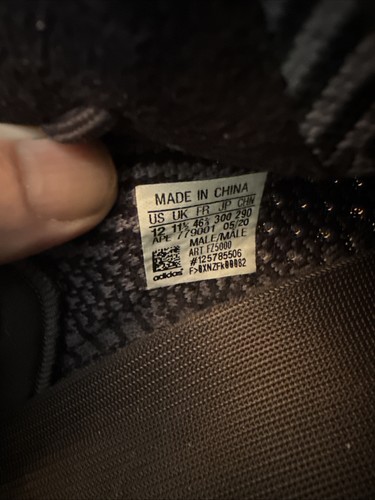 MADE IN CHINA
US UK FR JP CHN
12 11½ 46⅔ 300 290
APE 779001 05/20
MALE/MALE
ART FZ5000
#125785506
adidas